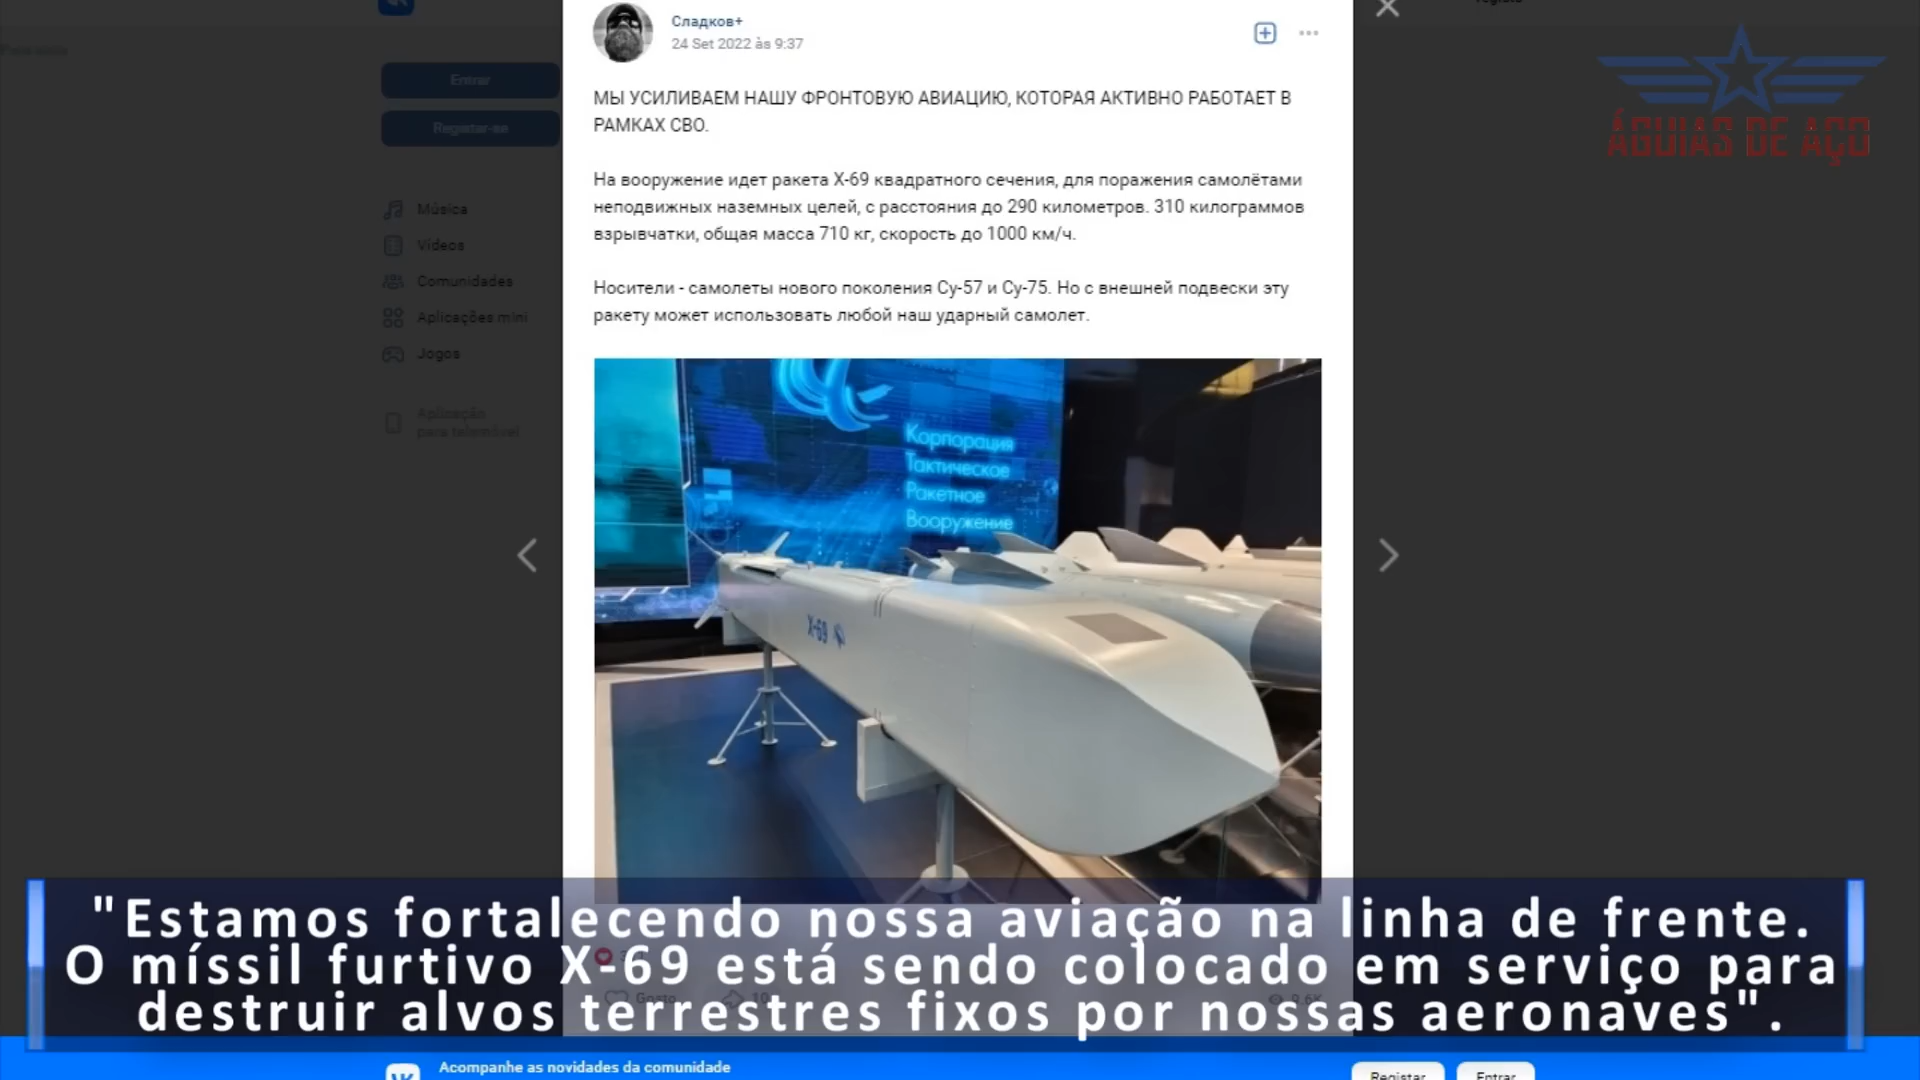 Сладков+
24 Set 2022 às 9:37
ÁGUIAS DE AÇO
Entrar
Registar-se
Música
Vídeos
Comunidades
Aplicações mini
Jogos
Aplicação
para telemóvel
МЫ УСИЛИВАЕМ НАШУ ФРОНТОВУЮ АВИАЦИЮ, КОТОРАЯ АКТИВНО РАБОТАЕТ В
РАМКАХ СВО.
На вооружение идет ракета Х-69 квадратного сечения, для поражения самолётами
неподвижных наземных целей, с расстояния до 290 километров. 310 килограммов
взрывчатки, общая масса 710 кг, скорость до 1000 км/ч.
Носители - самолеты нового поколения Су-57 и Су-75. Но с внешней подвески эту
ракету может использовать любой наш ударный самолет.
Корпорация
Тактическое
Ракетное
Вооружение
Х-69
"Estamos fortalecendo nossa aviação na linha de frente.
O míssil furtivo X-69 está sendo colocado em serviço para
destruir alvos terrestres fixos por nossas aeronaves".
Gosto
Acompanhe as novidades da comunidade
Registar
Entrar